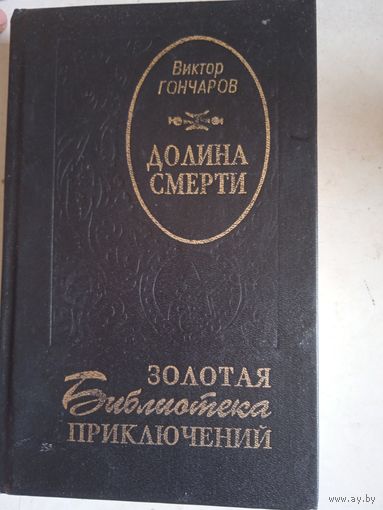 Виктор
ГОНЧАРОВ
ДОЛИНА
СМЕРТИ
ЗОЛОТАЯ
Библиотека
ПРИКЛЮЧЕНИЙ
www.ay.by